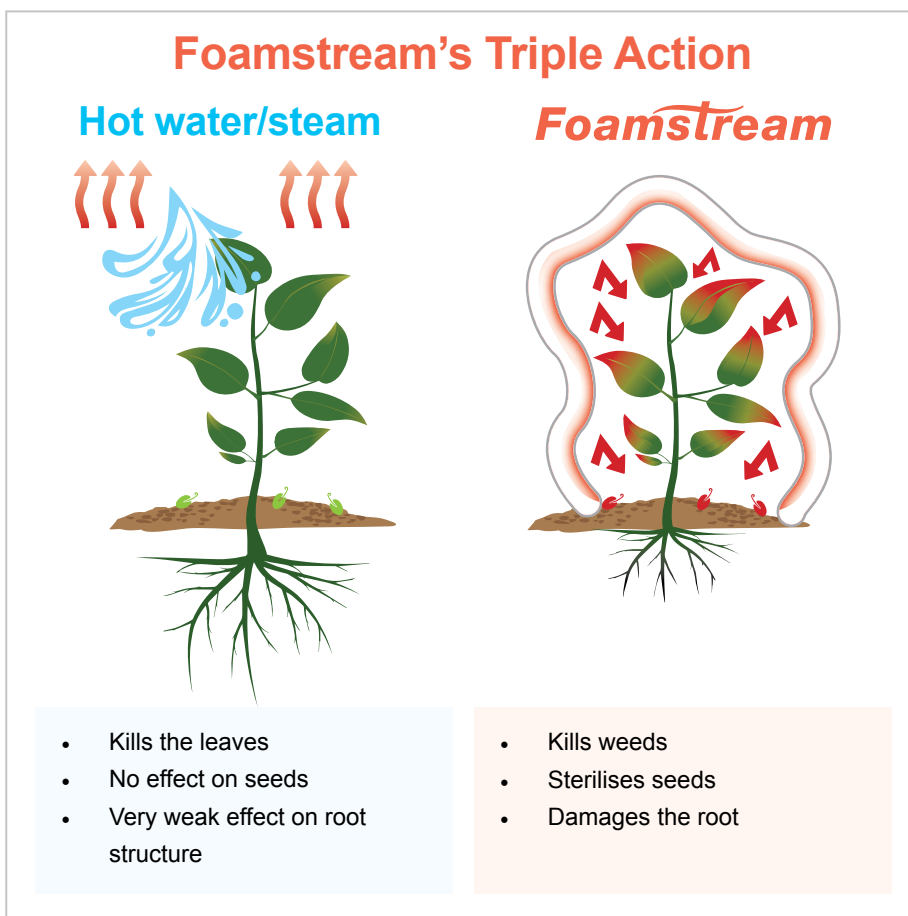 Foamstream’s Triple Action
Hot water/steam
Foamstream
• Kills the leaves
• No effect on seeds
• Very weak effect on root
structure
• Kills weeds
• Sterilises seeds
• Damages the root